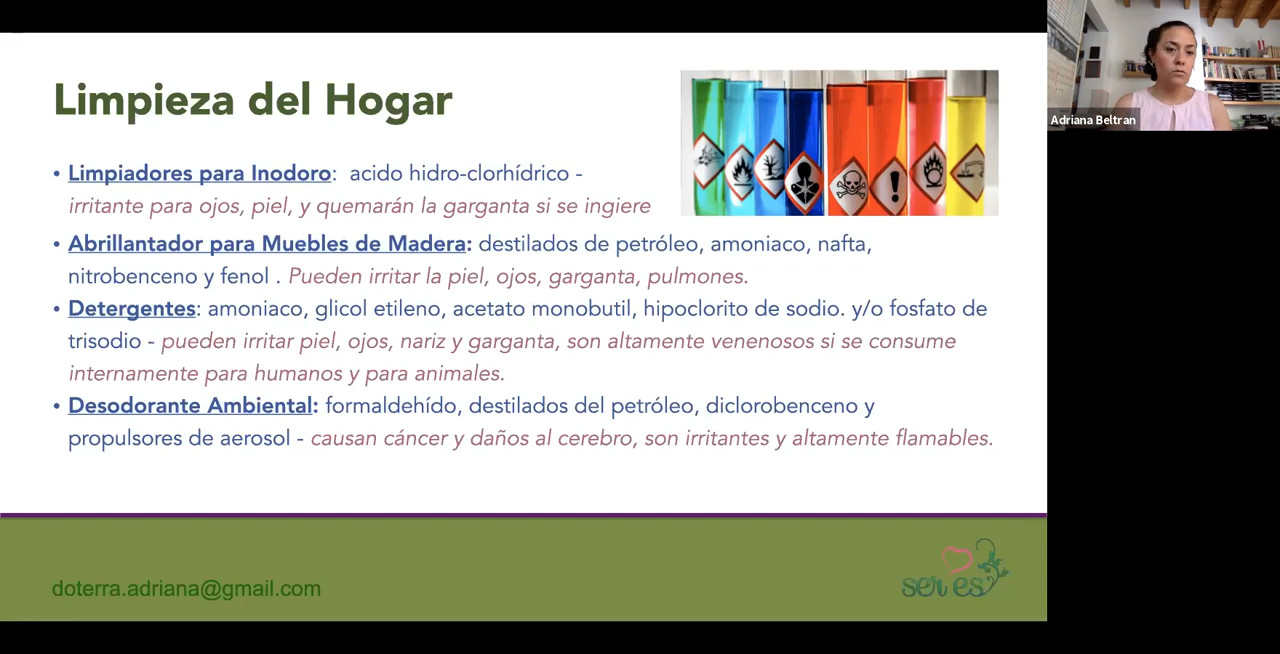 Limpieza del Hogar
• Limpiadores para Inodoro:  acido hidro-clorhídrico -
irritante para ojos, piel, y quemarán la garganta si se ingiere
• Abrillantador para Muebles de Madera: destilados de petróleo, amoniaco, nafta,
nitrobenceno y fenol . Pueden irritar la piel, ojos, garganta, pulmones.
• Detergentes: amoniaco, glicol etileno, acetato monobutil, hipoclorito de sodio. y/o fosfato de
trisodio - pueden irritar piel, ojos, nariz y garganta, son altamente venenosos si se consume
internamente para humanos y para animales.
• Desodorante Ambiental: formaldehído, destilados del petróleo, diclorobenceno y
propulsores de aerosol - causan cáncer y daños al cerebro, son irritantes y altamente flamables.
doterra.adriana@gmail.com
ser es
Adriana Beltran